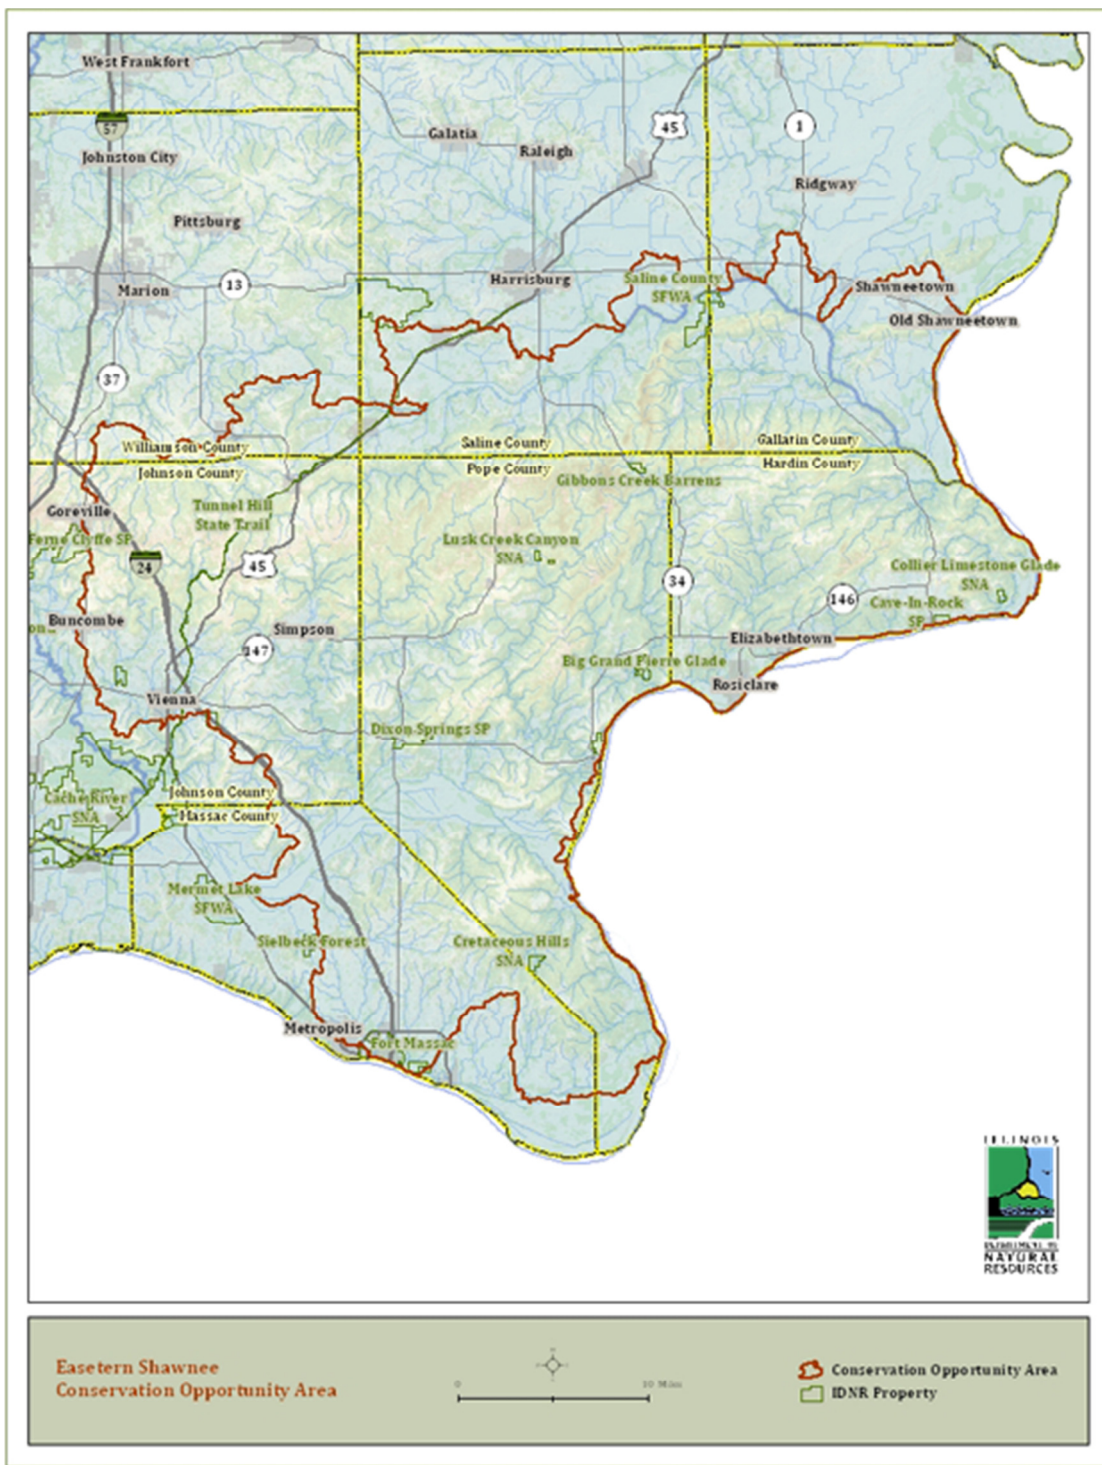 West Frankfort
57
Johnston City
Galatia
Raleigh
45
1
Ridgway
Pittsburg
Marion
13
Harrisburg
Saline County
SFWA
Shawneetown
Old Shawneetown
37
Williamson County
Johnson County
Saline County
Pope County
Gallatin County
Hardin County
Gibbons Creek Barrens
Goreville
Tunnel Hill
State Trail
Ferne Clyffe SP
24
45
Lusk Creek Canyon
SNA
34
Collier Limestone Glade
SNA
146
Cave-In-Rock
SP
Buncombe
Simpson
147
Elizabethtown
Big Grand Pierre Glade
Rosiclare
Vienna
Dixon Springs SP
Cache River
SNA
Johnson County
Massac County
Mermet Lake
SFWA
Sielbeck Forest
Cretaceous Hills
SNA
Metropolis
Fort Massac
ILLINOIS
DEPARTMENT OF
NATURAL
RESOURCES
Easetern Shawnee
Conservation Opportunity Area
0
10 Miles
Conservation Opportunity Area
IDNR Property